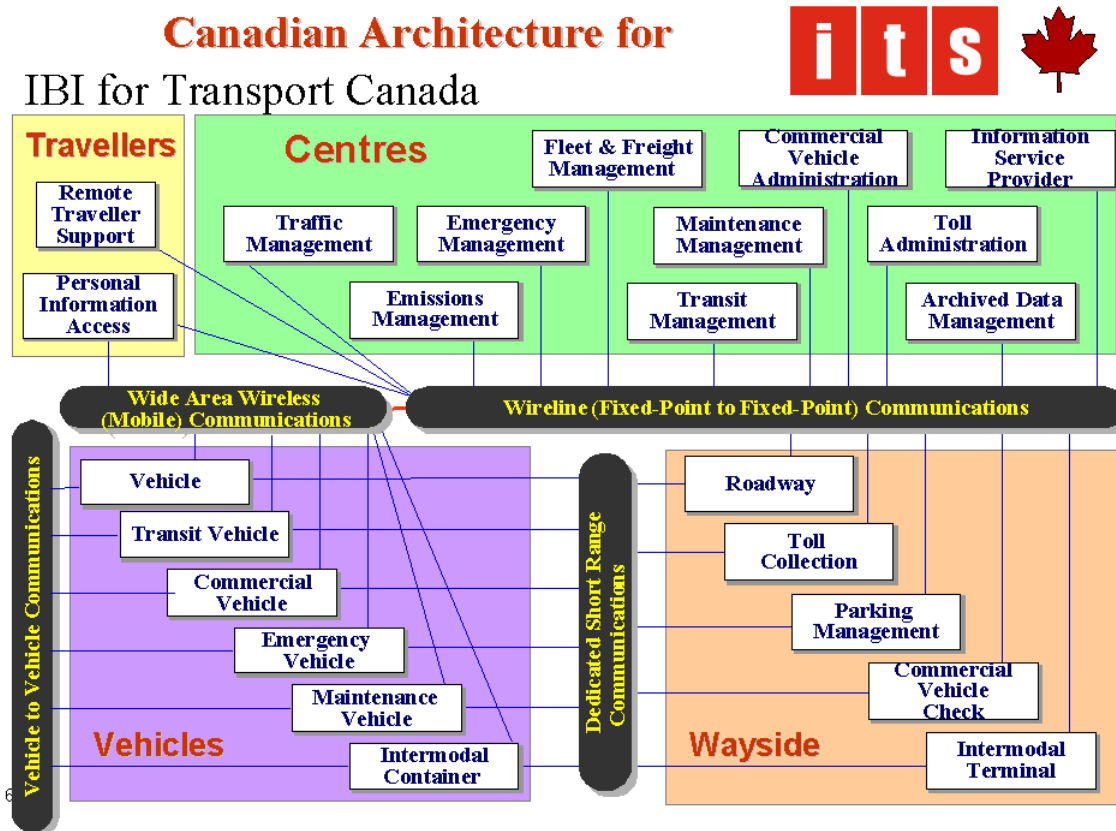 Canadian Architecture for
its
IBI for Transport Canada
Travellers
Remote
Traveller
Support
Personal
Information
Access
Centres
Fleet & Freight
Management
Commercial
Vehicle
Administration
Information
Service
Provider
Traffic
Management
Emergency
Management
Maintenance
Management
Toll
Administration
Emissions
Management
Transit
Management
Archived Data
Management
Wide Area Wireless
(Mobile) Communications
Wireline (Fixed-Point to Fixed-Point) Communications
Vehicle to Vehicle Communications
Vehicle
Transit Vehicle
Commercial
Vehicle
Emergency
Vehicle
Maintenance
Vehicle
Intermodal
Container
Vehicles
Dedicated Short Range
Communications
Roadway
Toll
Collection
Parking
Management
Commercial
Vehicle
Check
Intermodal
Terminal
Wayside
6